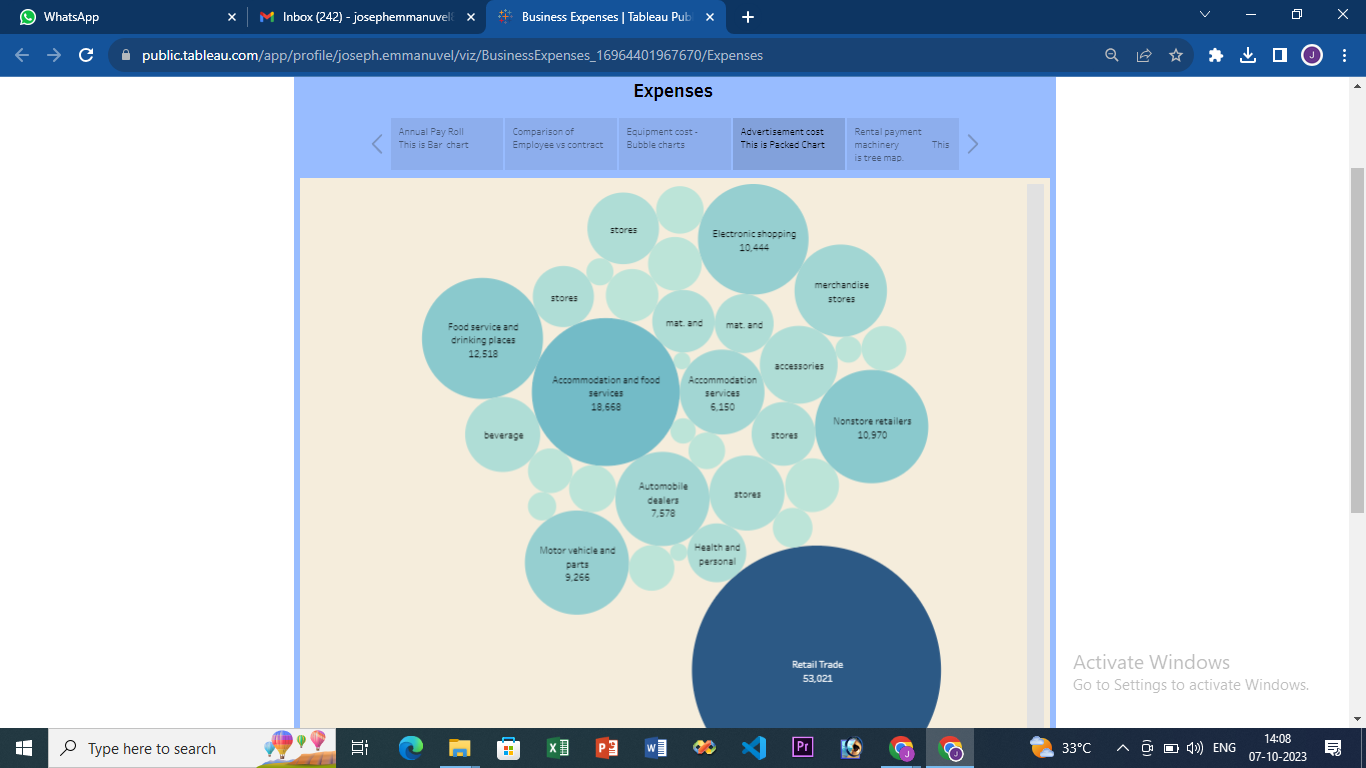 WhatsApp
Inbox (242) - josephemmanuvel
Business Expenses | Tableau Pub
public.tableau.com/app/profile/joseph.emmanuvel/viz/BusinessExpenses_16964401967670/Expenses
J
Expenses
Annual Pay Roll
This is Bar chart
Comparison of
Employee vs contract
Equipment cost -
Bubble charts
Advertisement cost
This is Packed Chart
Rental payment
machinery This
is tree map.
stores
Electronic shopping
10,444
merchandise
stores
stores
Food service and
drinking places
12,518
mat. and
mat. and
accessories
Accommodation and food
services
18,668
Accommodation
services
6,150
Nonstore retailers
10,970
beverage
stores
Automobile
dealers
7,578
stores
Motor vehicle and
parts
9,266
Health and
personal
Retail Trade
53,021
Activate Windows
Go to Settings to activate Windows.
Type here to search
Pr
33°C
ENG
14:08
07-10-2023